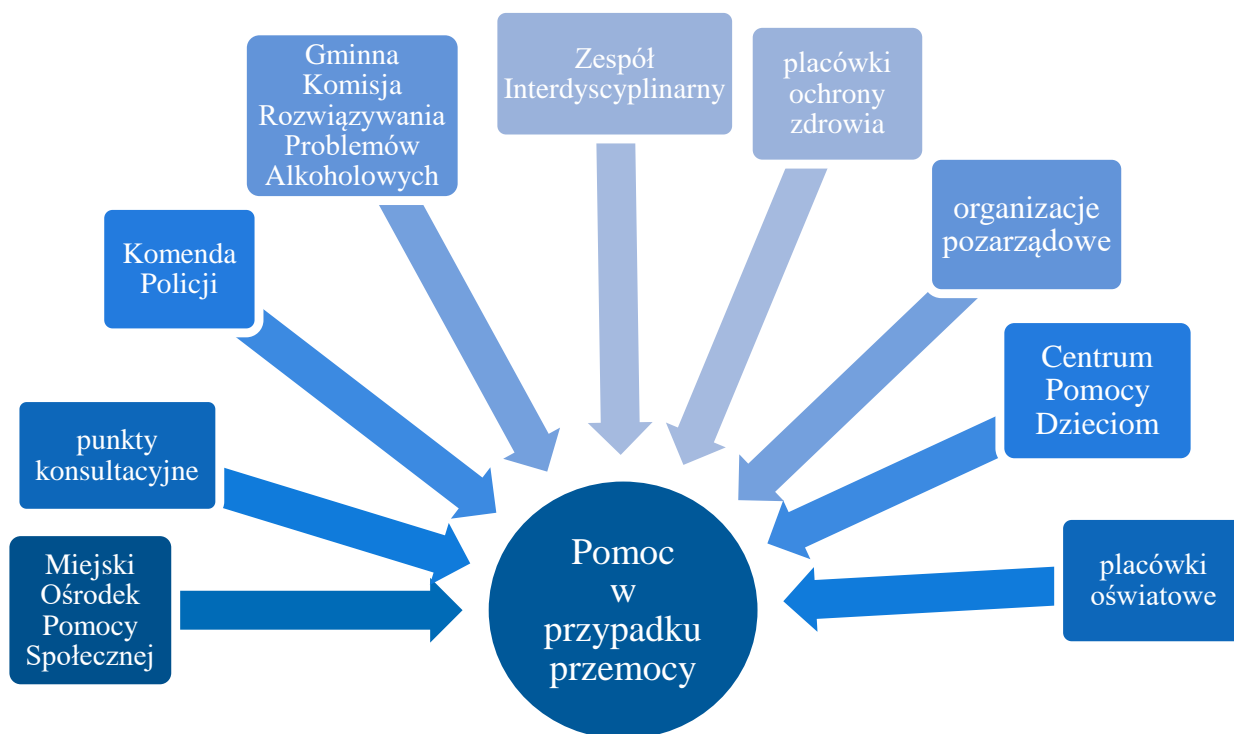 Gminna
Komisja
Rozwiązywania
Problemów
Alkoholowych
Zespół
Interdyscyplinarny
placówki
ochrony
zdrowia
organizacje
pozarządowe
Komenda
Policji
Centrum
Pomocy
Dzieciom
punkty
konsultacyjne
placówki
oświatowe
Miejski
Ośrodek
Pomocy
Społecznej
Pomoc
w
przypadku
przemocy